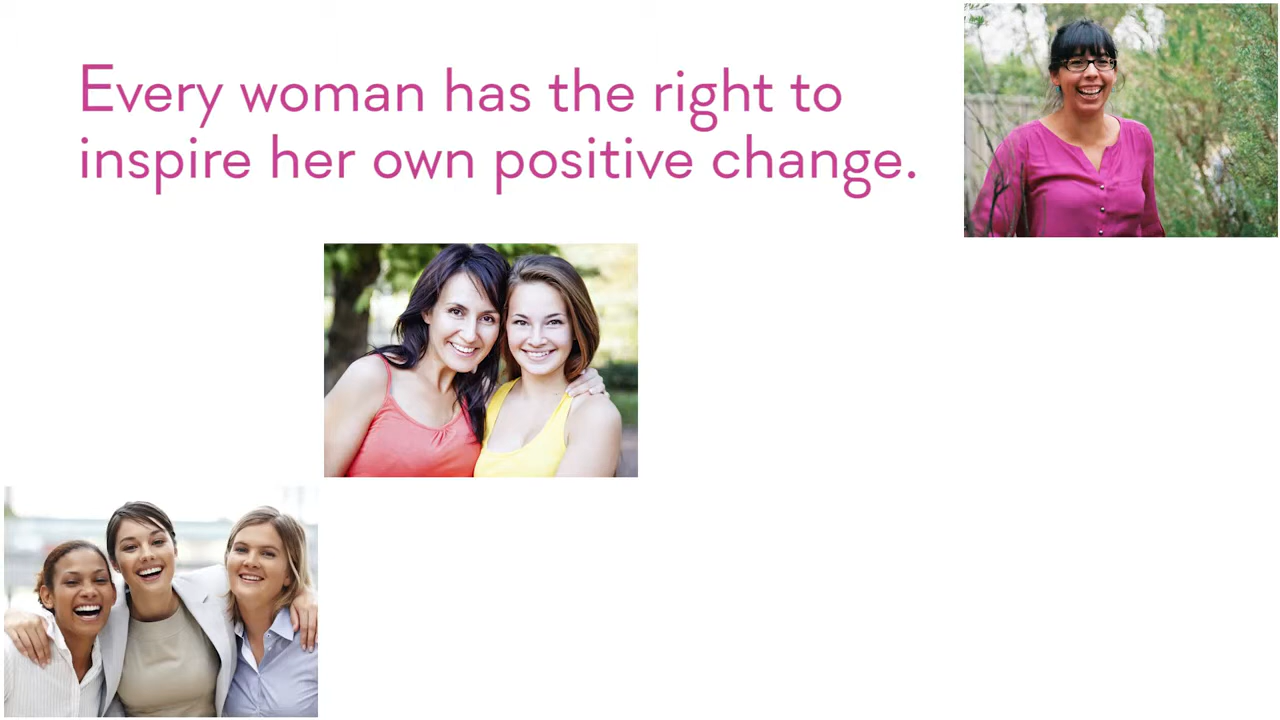 Every woman has the right to
inspire her own positive change.